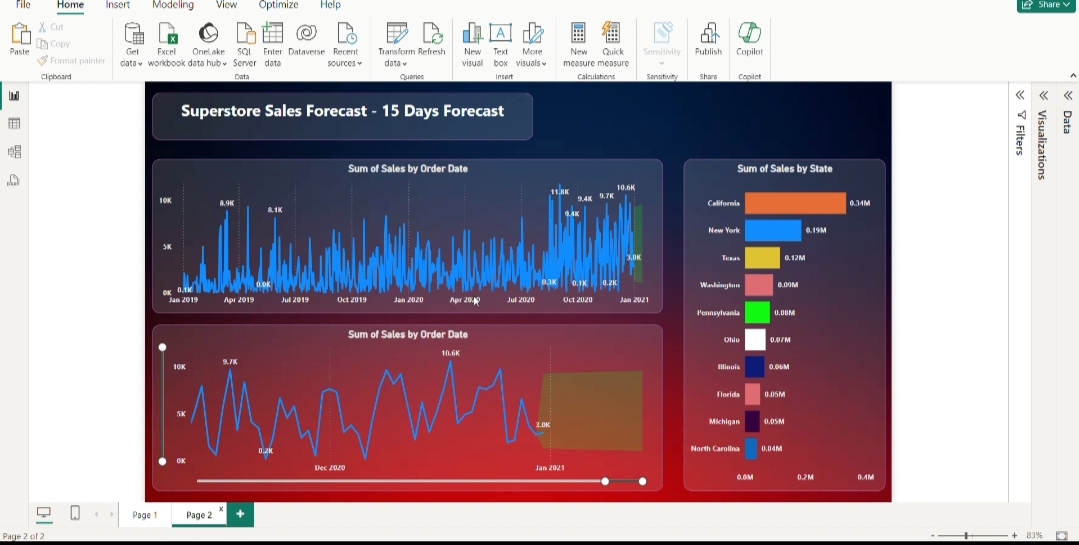 File Home Insert Modeling View Optimize Help
Share
Paste
Cut
Copy
Format painter
Clipboard
Get data
Excel workbook
OneLake data hub
SQL Server
Enter data
Dataverse
Recent sources
Data
Transform data
Refresh
Queries
New visual
Text box
More visuals
Insert
New measure
Quick measure
Calculations
Sensitivity
Sensitivity
Publish
Share
Copilot
Copilot
Superstore Sales Forecast - 15 Days Forecast
Sum of Sales by Order Date
10K
5K
0K
0.1K
8.9K
0.0K
8.1K
0.3K
9.4K
0.1K
9.4K
9.7K
0.2K
10.6K
3.0K
Jan 2019 Apr 2019 Jul 2019 Oct 2019 Jan 2020 Apr 2020 Jul 2020 Oct 2020 Jan 2021
Sum of Sales by Order Date
10K
5K
0K
9.7K
0.2K
10.6K
3.0K
Dec 2020 Jan 2021
Sum of Sales by State
California 0.34M
New York 0.19M
Texas 0.12M
Washington 0.09M
Pennsylvania 0.08M
Ohio 0.07M
Illinois 0.06M
Florida 0.05M
Michigan 0.05M
North Carolina 0.04M
0.0M 0.2M 0.4M
Filters
Visualizations
Data
Page 1
Page 2
x
+
Page 2 of 2
- + 83%